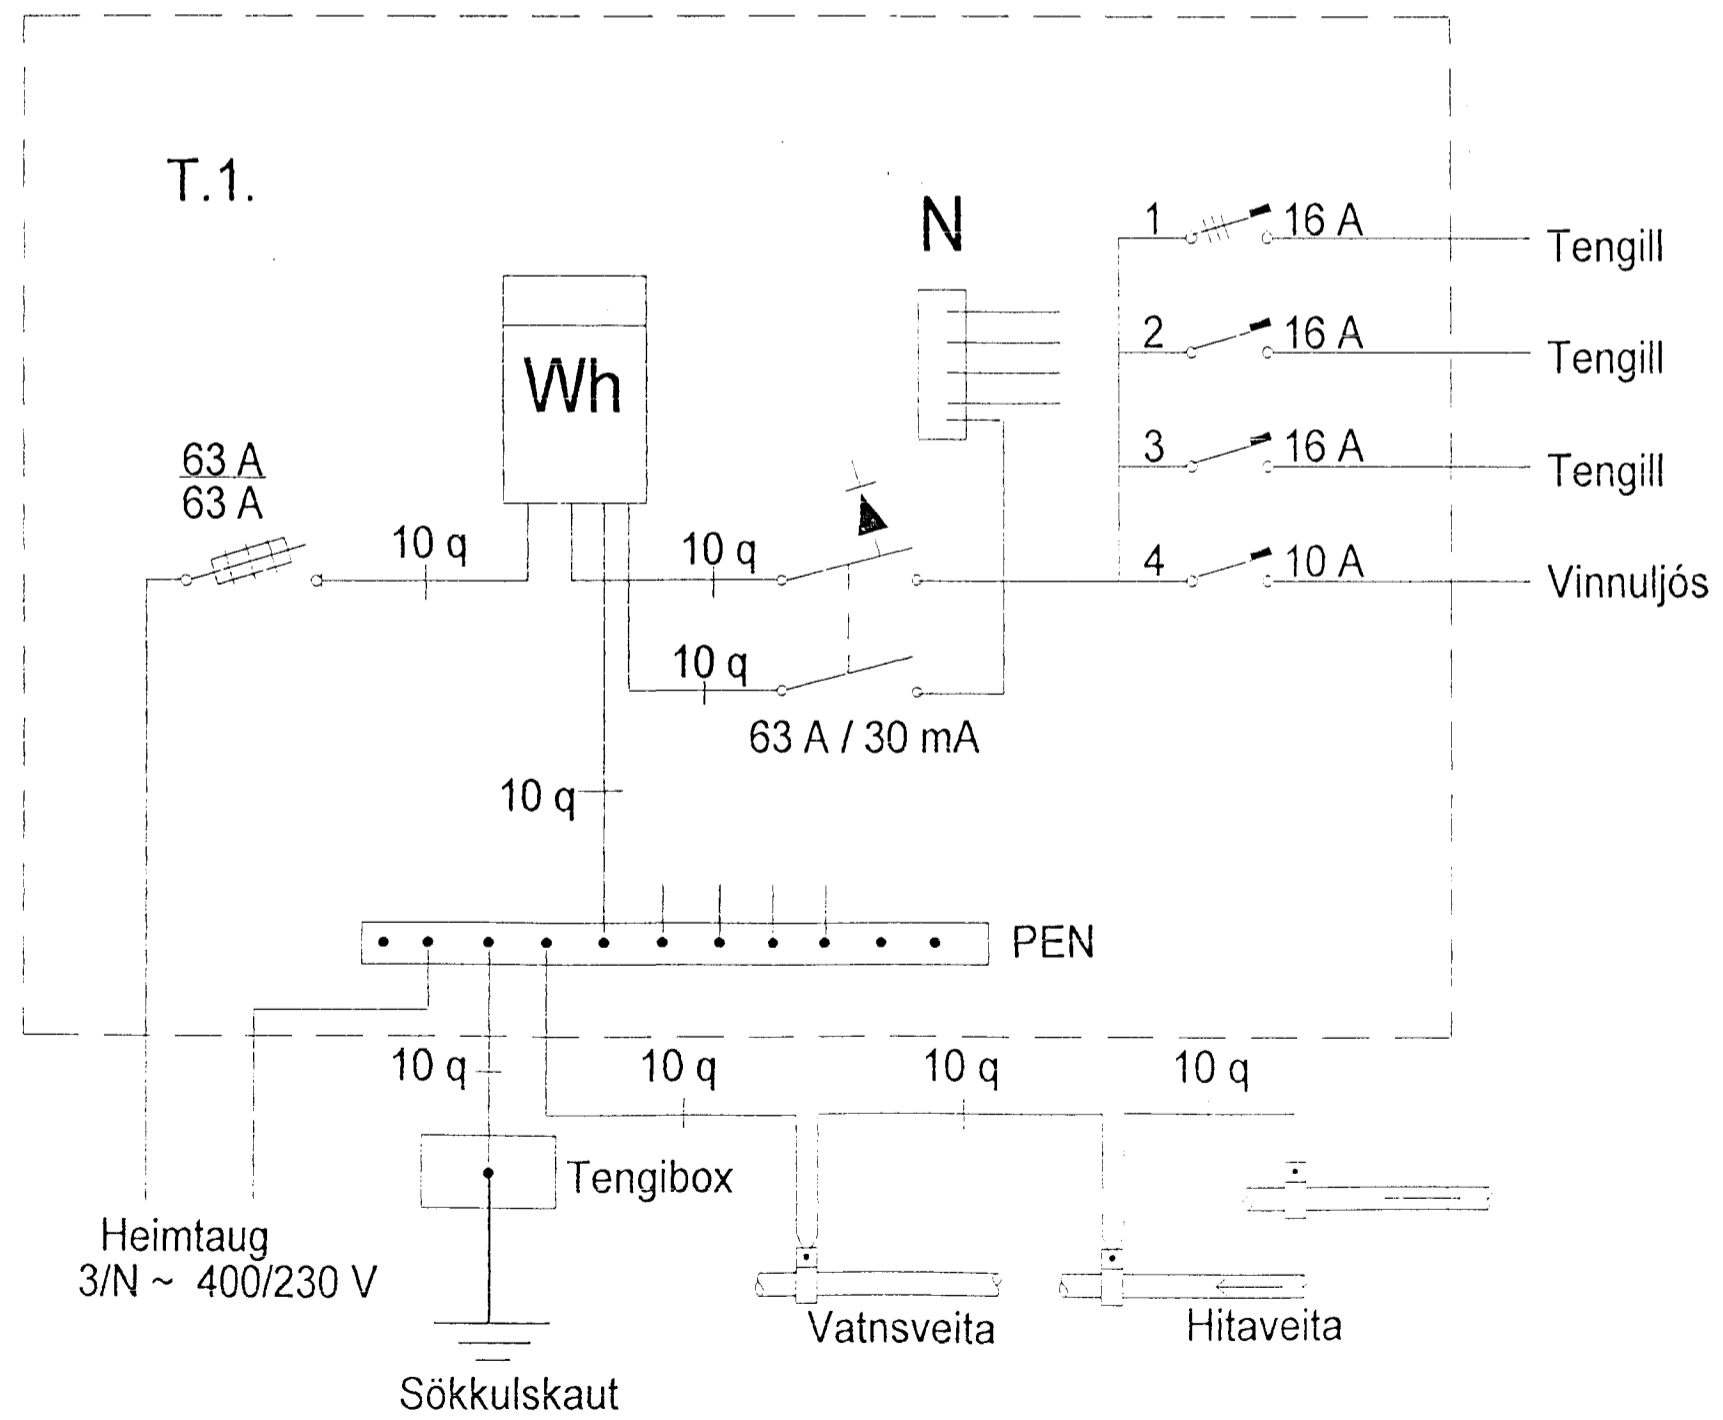 T.1.
N
Wh
1 16 A
Tengill
2 16 A
Tengill
3 16 A
Tengill
4 10 A
Vinnuljós
63 A
63 A
10 q
10 q
10 q
63 A / 30 mA
10 q
PEN
10 q
10 q
10 q
10 q
Tengibox
Heimtaug
3/N ~ 400/230 V
Vatnsveita
Hitaveita
Sökkulskaut